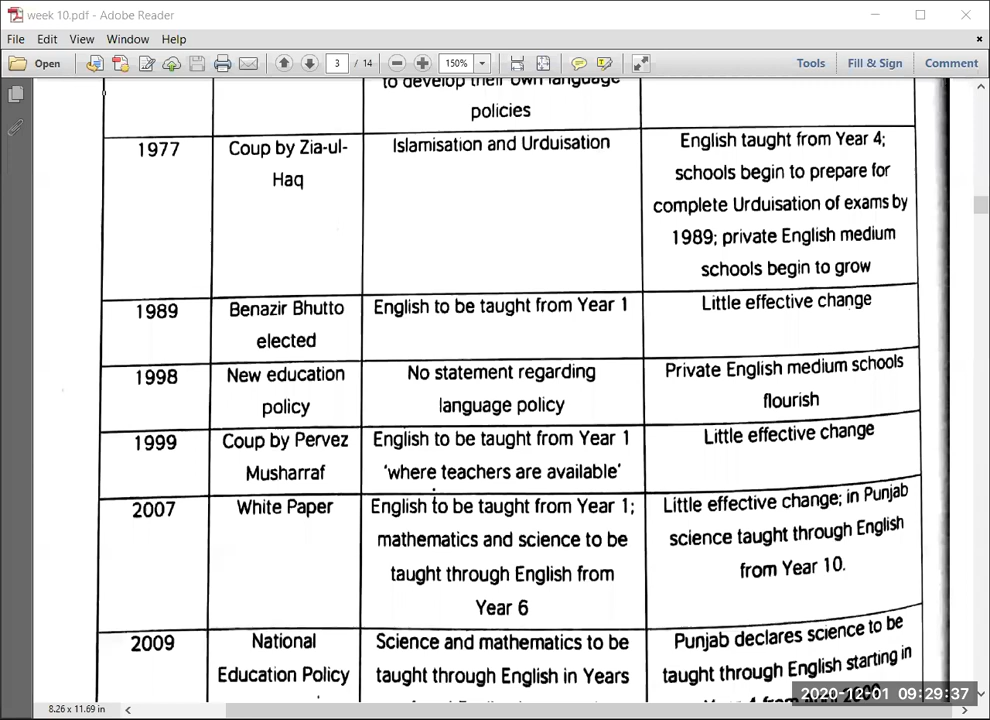 week 10.pdf - Adobe Reader
File Edit View Window Help
Open 3 / 14 150% Tools Fill & Sign Comment
to develop their own language
policies
1977
Coup by Zia-ul-
Haq
Islamisation and Urduisation
English taught from Year 4;
schools begin to prepare for
complete Urduisation of exams by
1989; private English medium
schools begin to grow
1989
Benazir Bhutto
elected
English to be taught from Year 1
Little effective change
1998
New education
policy
No statement regarding
language policy
Private English medium schools
flourish
1999
Coup by Pervez
Musharraf
English to be taught from Year 1
'where teachers are available'
Little effective change
2007
White Paper
English to be taught from Year 1;
mathematics and science to be
taught through English from
Year 6
Little effective change; in Punjab
science taught through English
from Year 10.
2009
National
Education Policy
Science and mathematics to be
taught through English in Years
Punjab declares science to be
taught through English starting in
2020-12-01 09:29:37
8.26 x 11.69 in